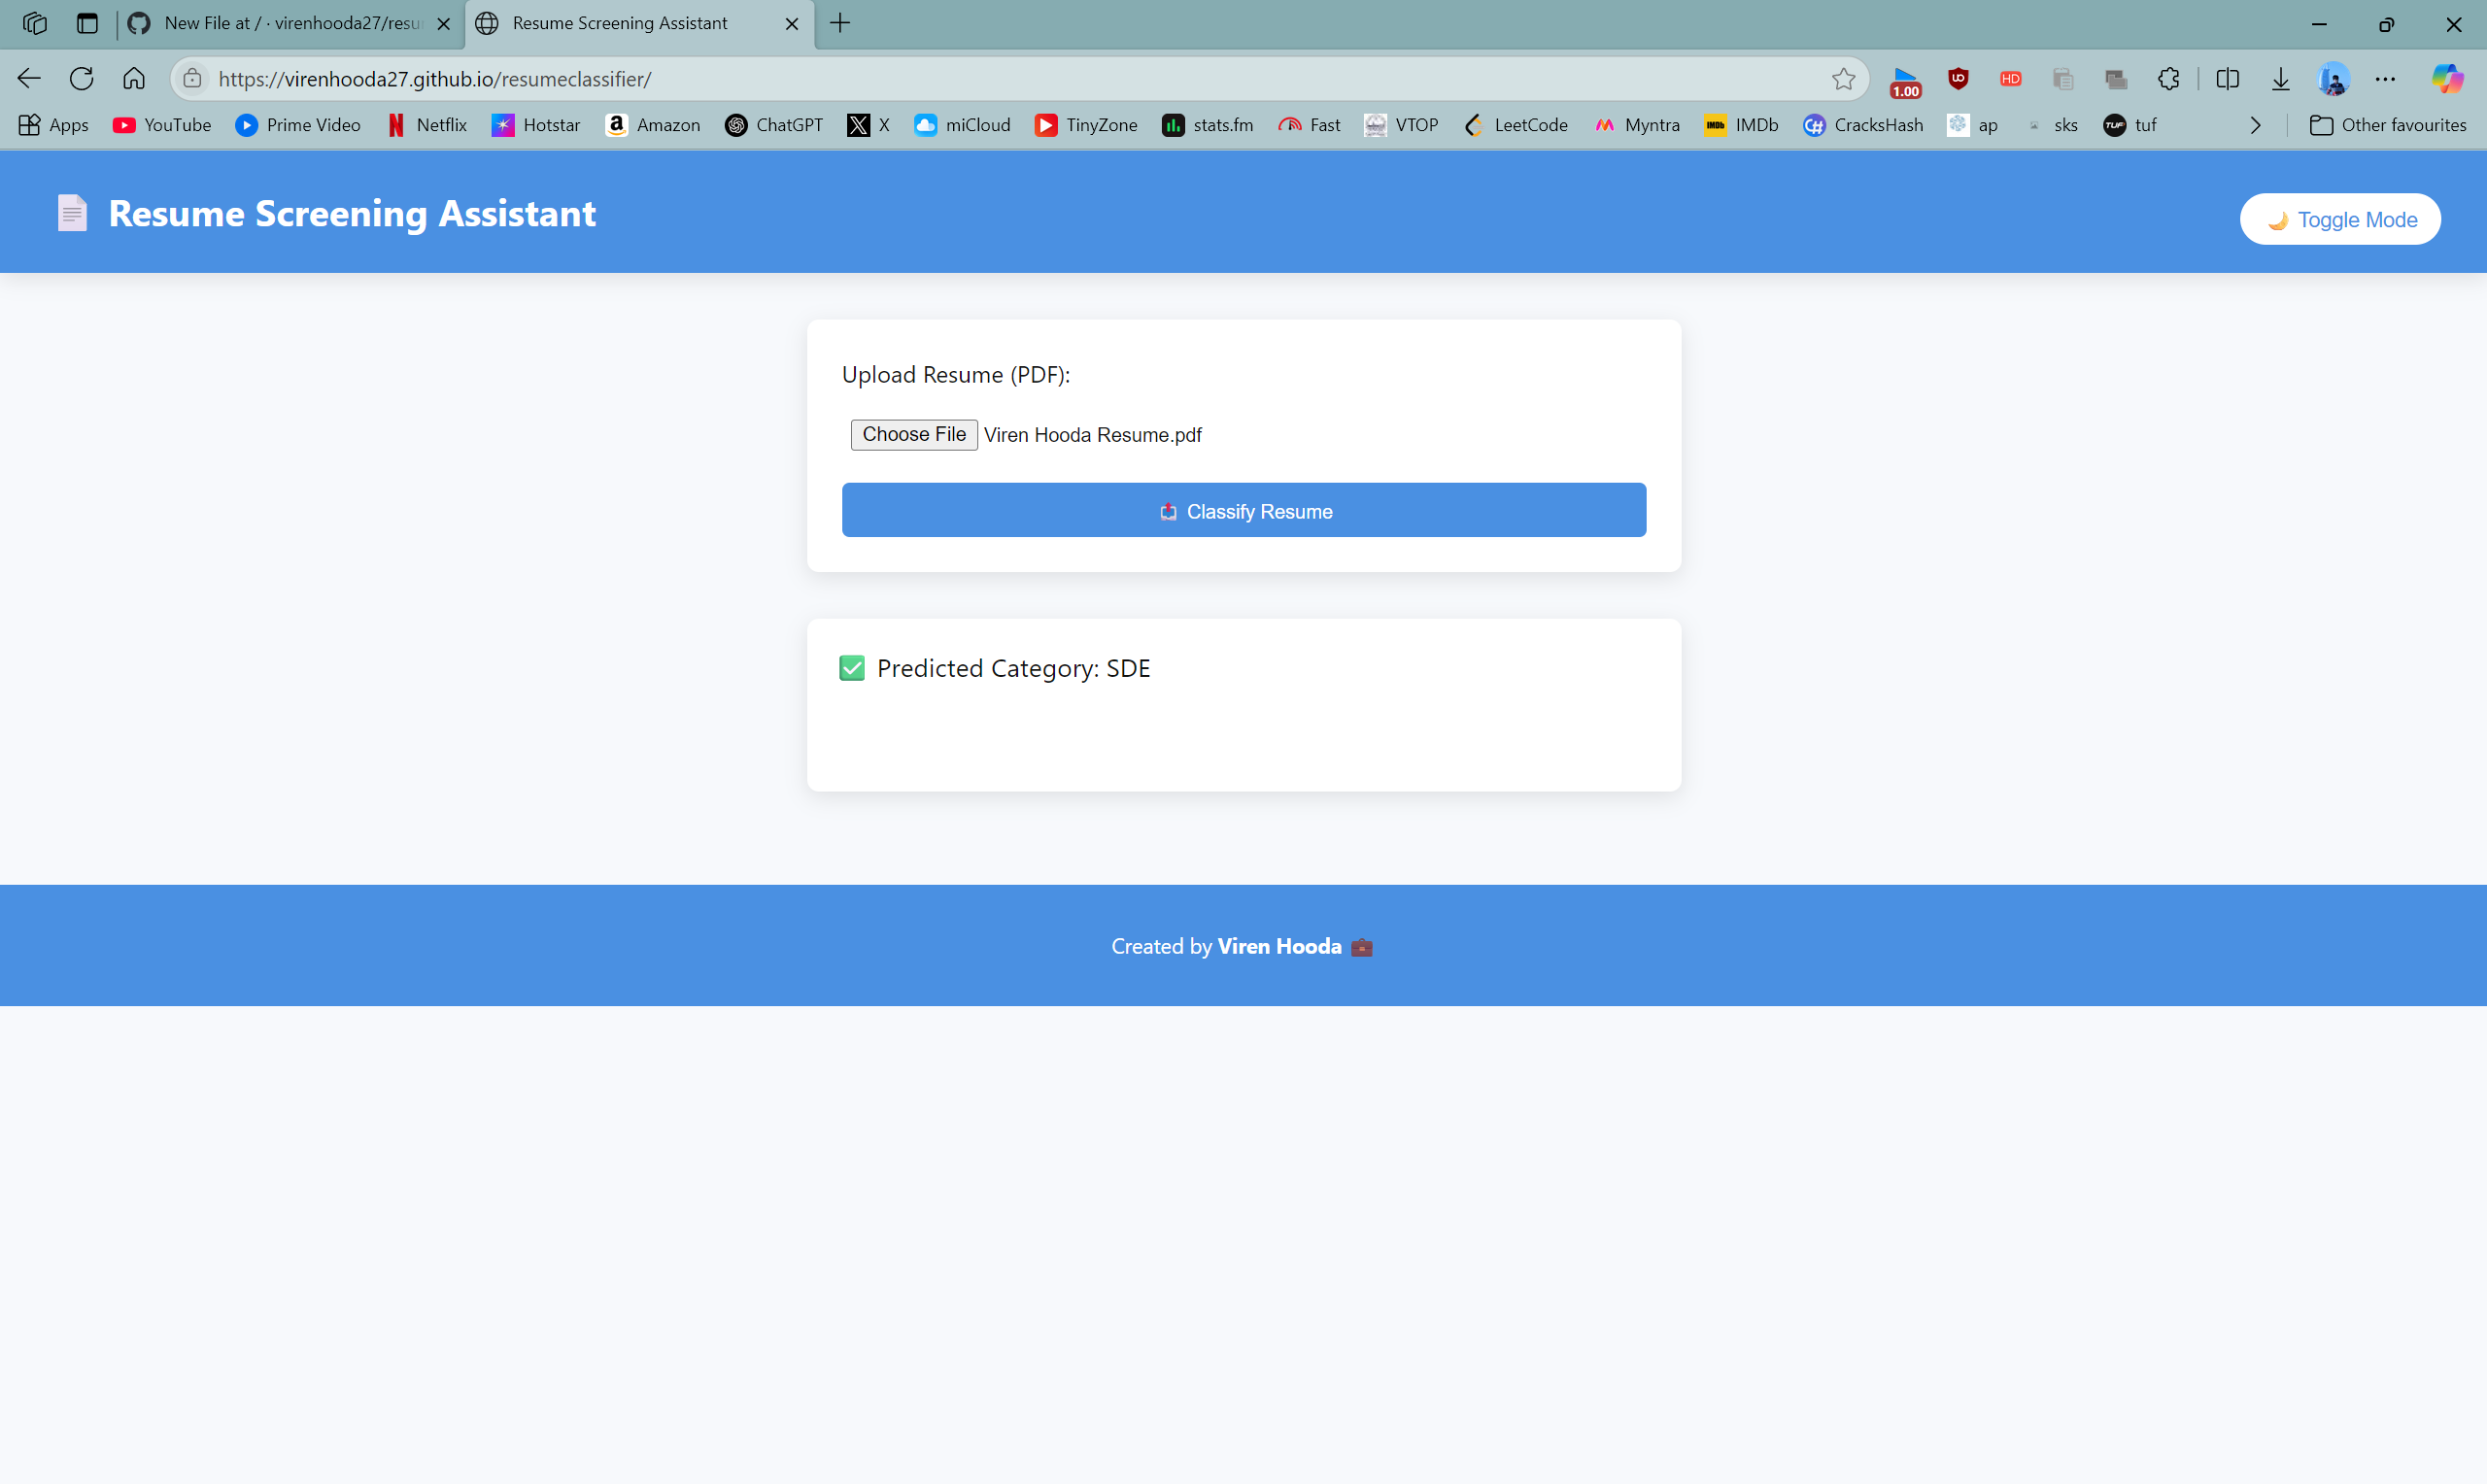 New File at / · virenhooda27/resu
Resume Screening Assistant
https://virenhooda27.github.io/resumeclassifier/
HD
1.00
Apps
YouTube
Prime Video
Netflix
Hotstar
Amazon
ChatGPT
X
miCloud
TinyZone
stats.fm
Fast
VTOP
LeetCode
Myntra
IMDb
CracksHash
ap
sks
tuf
Other favourites
Resume Screening Assistant
Toggle Mode
Upload Resume (PDF):
Choose File Viren Hooda Resume.pdf
Classify Resume
Predicted Category: SDE
Created by Viren Hooda